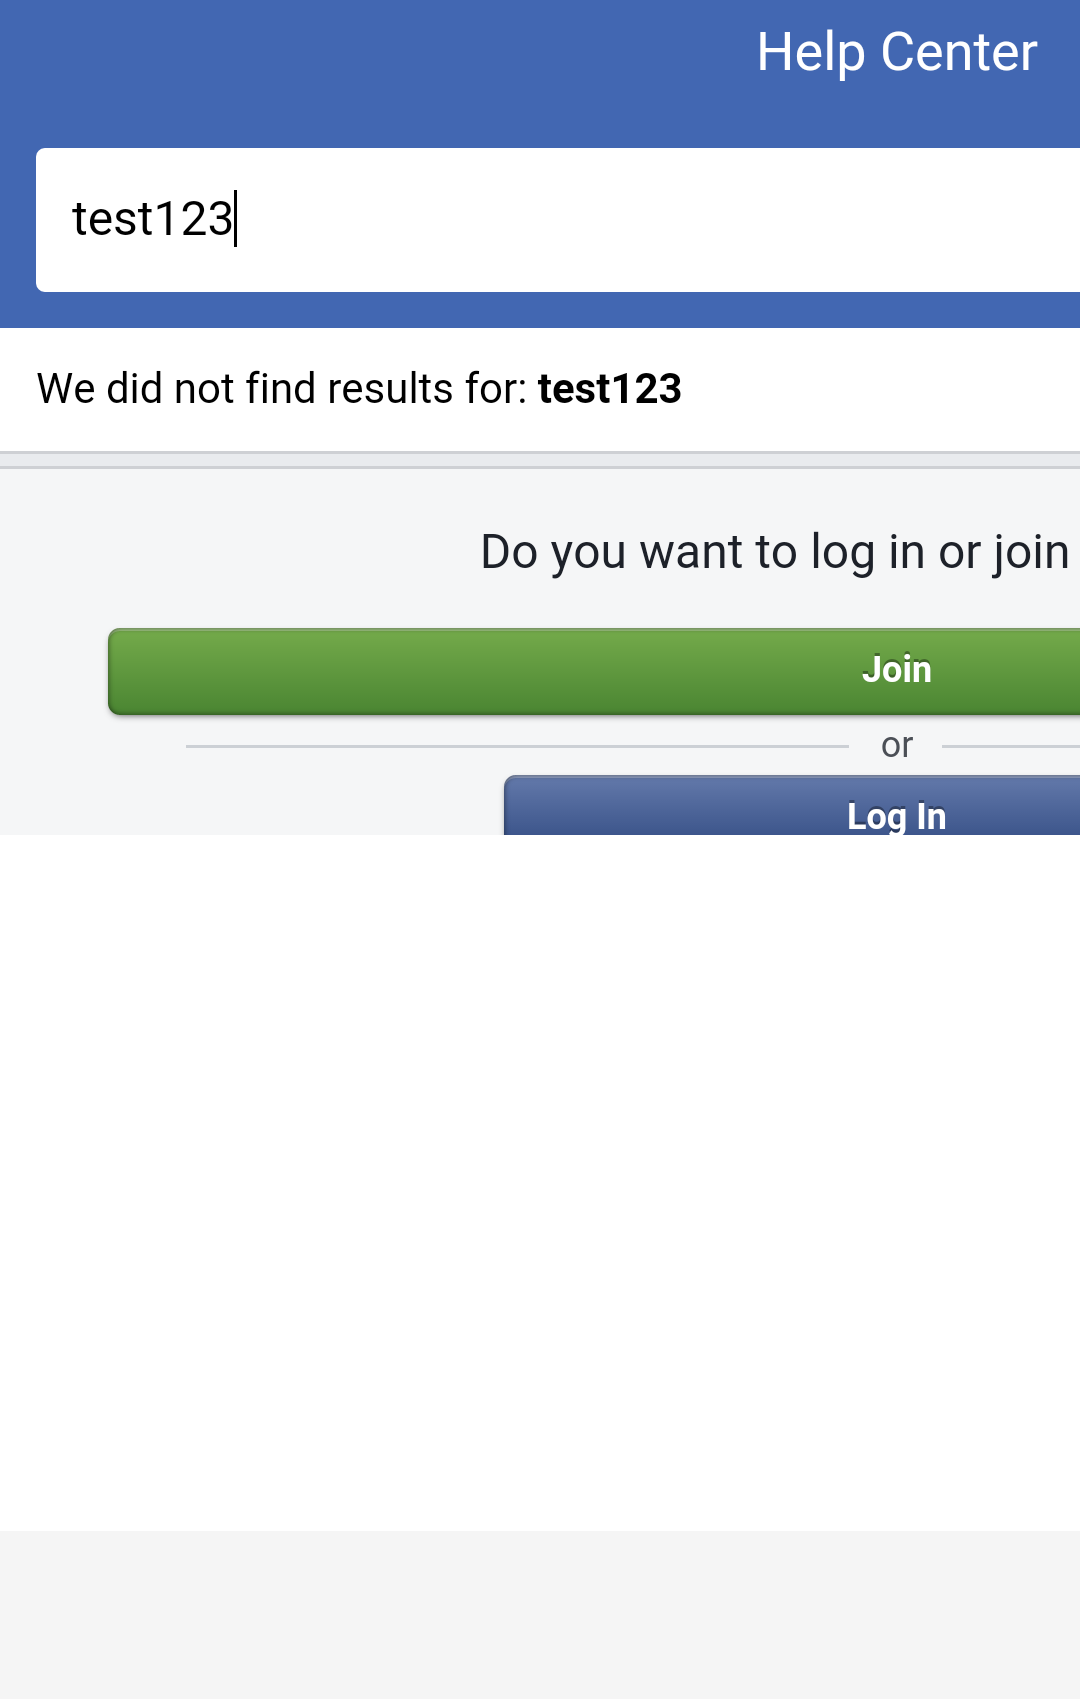 Help Center
test123
We did not find results for: test123
Do you want to log in or join
Join
or
Log In